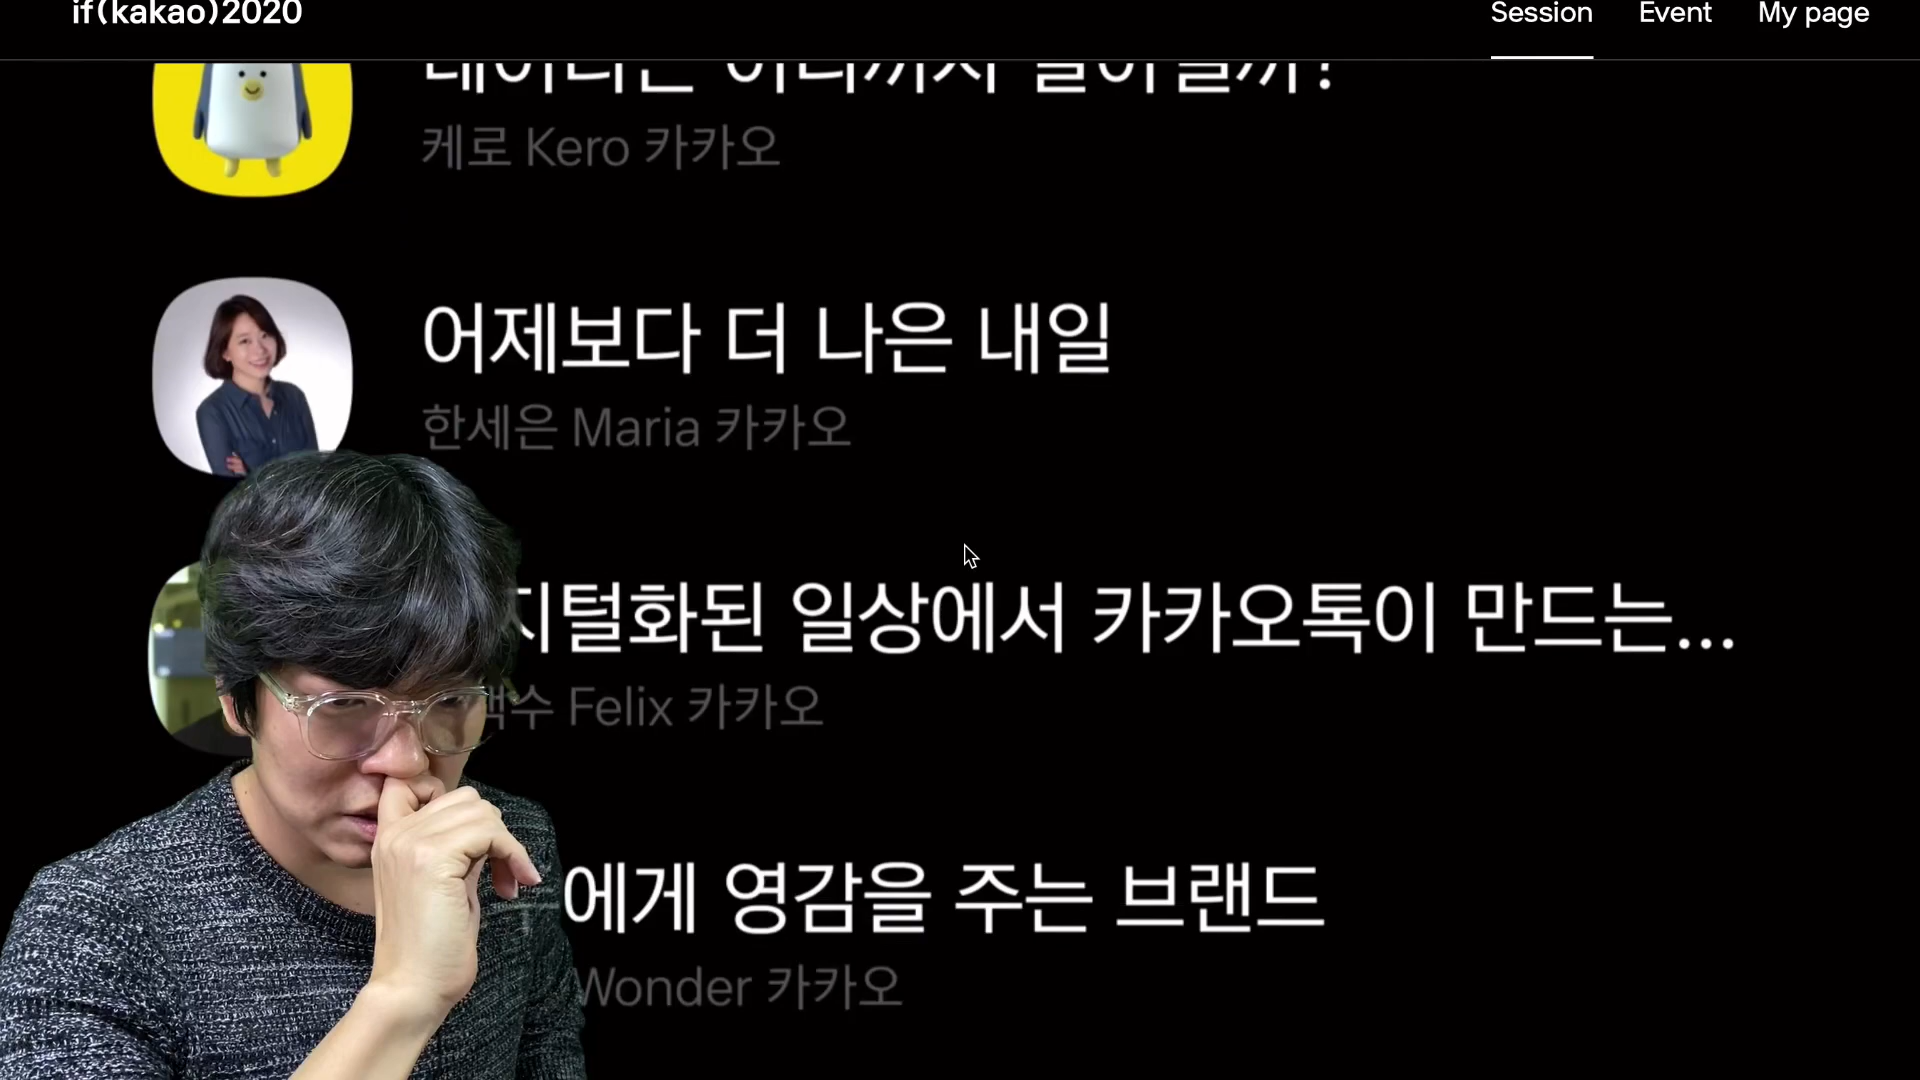 if(kakao)2020
Session Event My page
케로 Kero 카카오
어제보다 더 나은 내일
한세은 Maria 카카오
지털화된 일상에서 카카오톡이 만드는...
백수 Felix 카카오
에게 영감을 주는 브랜드
Wonder 카카오